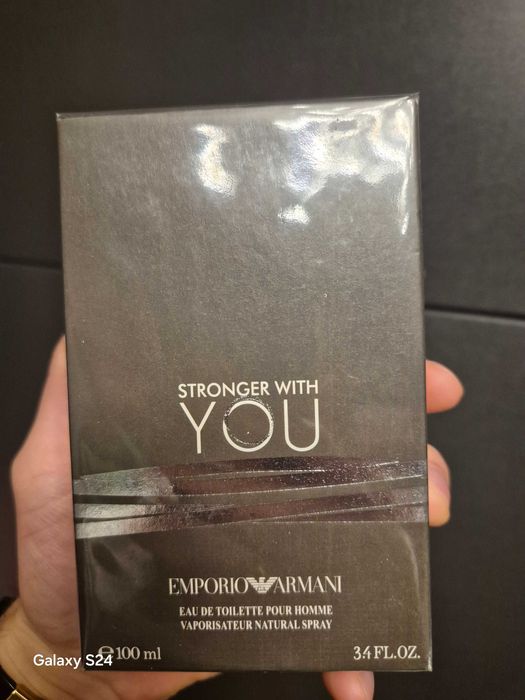 STRONGER WITH
YOU
EMPORIO ARMANI
EAU DE TOILETTE POUR HOMME
VAPORISATEUR NATURAL SPRAY
℮ 100 ml 3.4 FL.OZ.
Galaxy S24